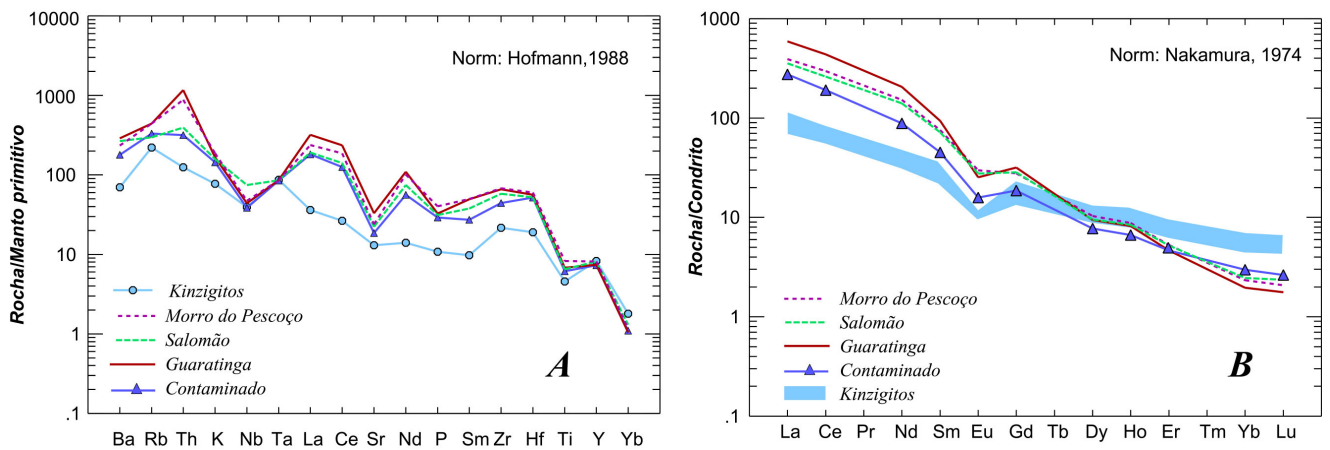 10000
1000
100
10
1
.1
Rocha/Manto primitivo
Norm: Hofmann,1988
Kinzigitos
Morro do Pescoço
Salomão
Guaratinga
Contaminado
A
Ba Rb Th K Nb Ta La Ce Sr Nd P Sm Zr Hf Ti Y Yb
1000
100
10
1
.1
Rocha/Condrito
Norm: Nakamura, 1974
Morro do Pescoço
Salomão
Guaratinga
Contaminado
Kinzigitos
B
La Ce Pr Nd Sm Eu Gd Tb Dy Ho Er Tm Yb Lu